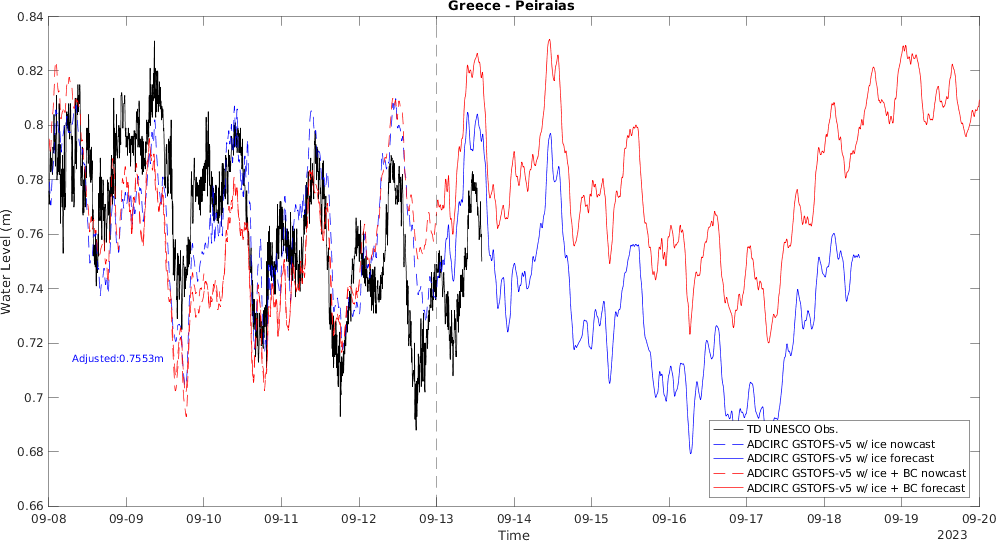 Greece - Peiraias
0.84
0.82
0.8
0.78
0.76
0.74
0.72
0.7
0.68
0.66
Water Level (m)
Adjusted:0.7553m
TD UNESCO Obs.
ADCIRC GSTOFS-v5 w/ ice nowcast
ADCIRC GSTOFS-v5 w/ ice forecast
ADCIRC GSTOFS-v5 w/ ice + BC nowcast
ADCIRC GSTOFS-v5 w/ ice + BC forecast
09-08 09-09 09-10 09-11 09-12 09-13 09-14 09-15 09-16 09-17 09-18 09-19 09-20
Time
2023